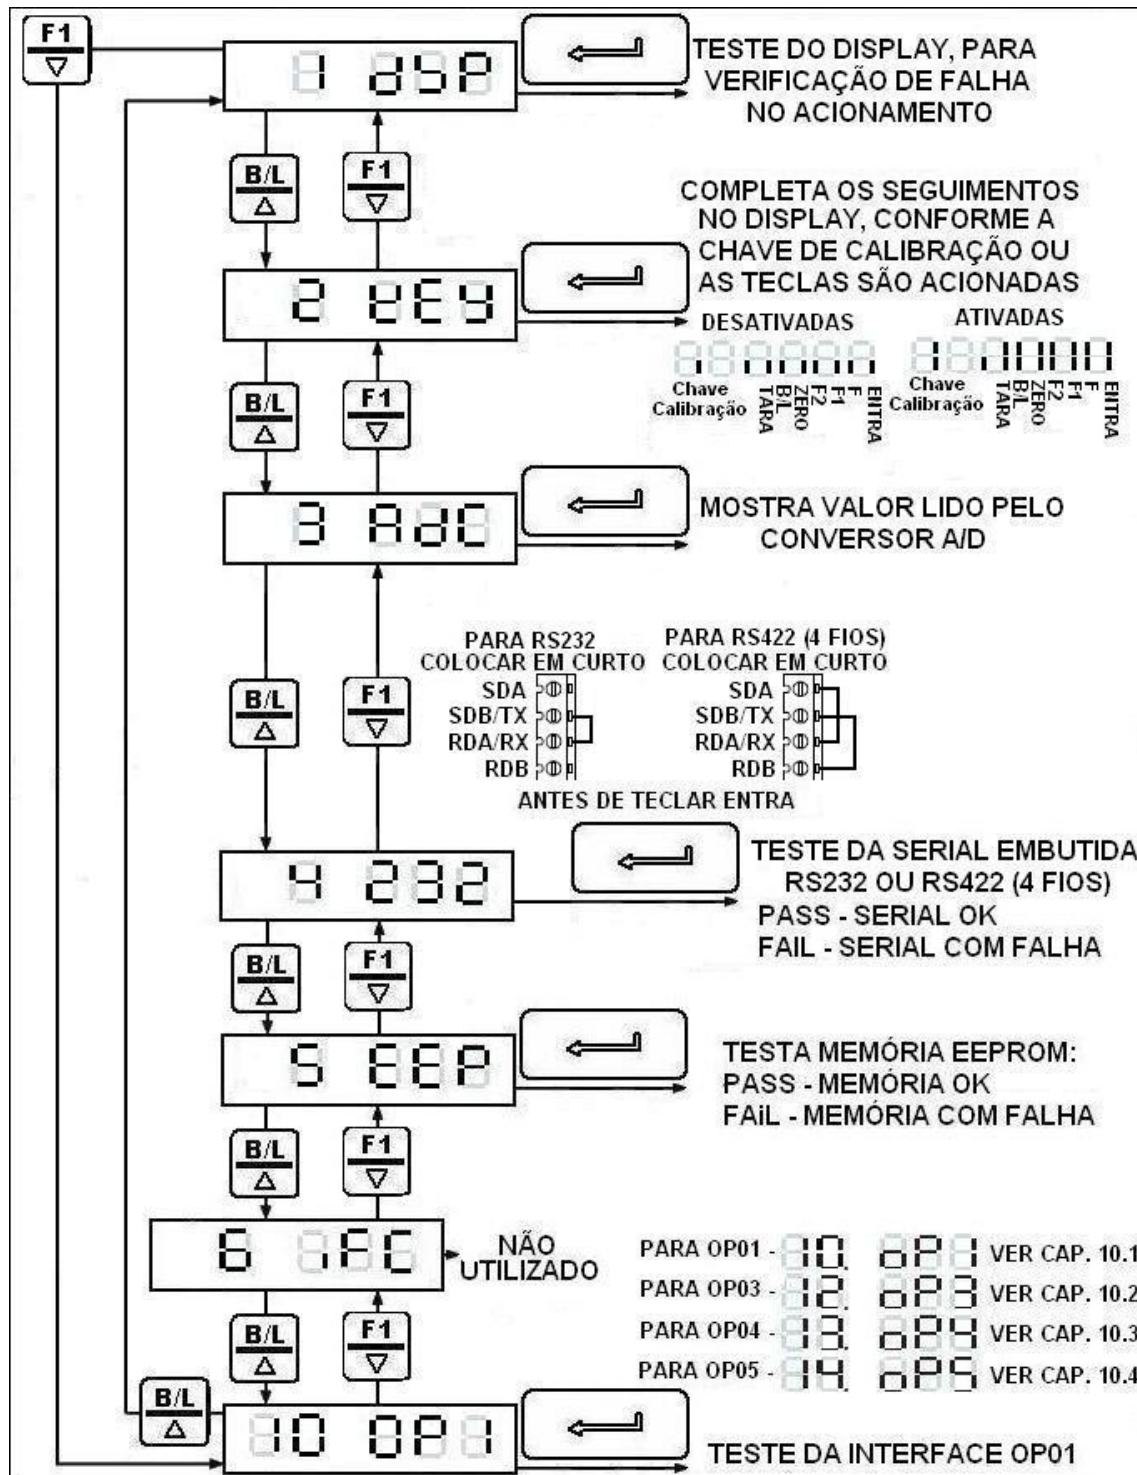 F1
1 dSP
TESTE DO DISPLAY, PARA
VERIFICAÇÃO DE FALHA
NO ACIONAMENTO
B/L
F1
COMPLETA OS SEGUIMENTOS
NO DISPLAY, CONFORME A
CHAVE DE CALIBRAÇÃO OU
AS TECLAS SÃO ACIONADAS
2
DESATIVADAS
ATIVADAS
Chave
Calibração
TARA
B/L
ZERO
F2
F1
F
ENTRA
Chave
Calibração
TARA
B/L
ZERO
F2
F1
F
ENTRA
B/L
F1
3 AdC
MOSTRA VALOR LIDO PELO
CONVERSOR A/D
PARA RS232
COLOCAR EM CURTO
SDA
SDB/TX
RDA/RX
RDB
PARA RS422 (4 FIOS)
COLOCAR EM CURTO
SDA
SDB/TX
RDA/RX
RDB
B/L
F1
ANTES DE TECLAR ENTRA
4 232
TESTE DA SERIAL EMBUTIDA
RS232 OU RS422 (4 FIOS)
PASS - SERIAL OK
FAIL - SERIAL COM FALHA
B/L
F1
5 EEP
TESTA MEMÓRIA EEPROM:
PASS - MEMÓRIA OK
FAiL - MEMÓRIA COM FALHA
B/L
F1
6 iFC
NÃO
UTILIZADO
PARA OP01 - 10. oP1 VER CAP. 10.1
PARA OP03 - 12. oP3 VER CAP. 10.2
PARA OP04 - 13. oP4 VER CAP. 10.3
PARA OP05 - 14. oP5 VER CAP. 10.4
B/L
F1
B/L
10 OP1
TESTE DA INTERFACE OP01